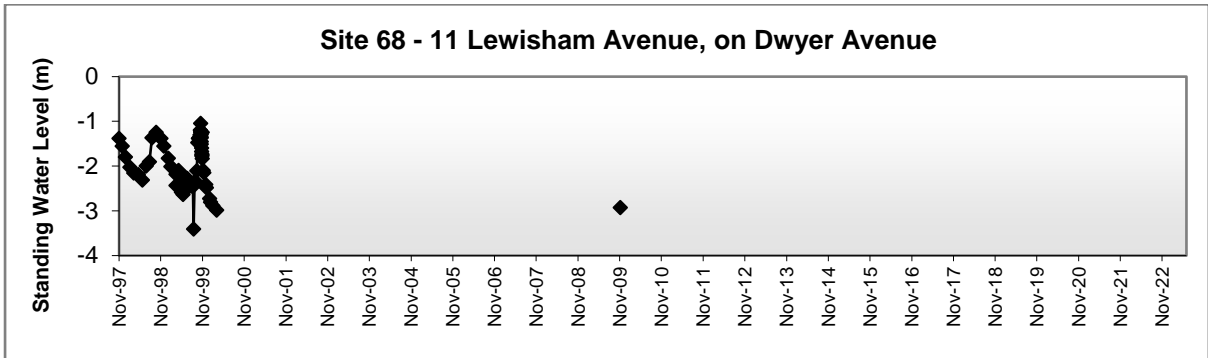 Site 68 - 11 Lewisham Avenue, on Dwyer Avenue
Standing Water Level (m)
0
-1
-2
-3
-4
Nov-97
Nov-98
Nov-99
Nov-00
Nov-01
Nov-02
Nov-03
Nov-04
Nov-05
Nov-06
Nov-07
Nov-08
Nov-09
Nov-10
Nov-11
Nov-12
Nov-13
Nov-14
Nov-15
Nov-16
Nov-17
Nov-18
Nov-19
Nov-20
Nov-21
Nov-22